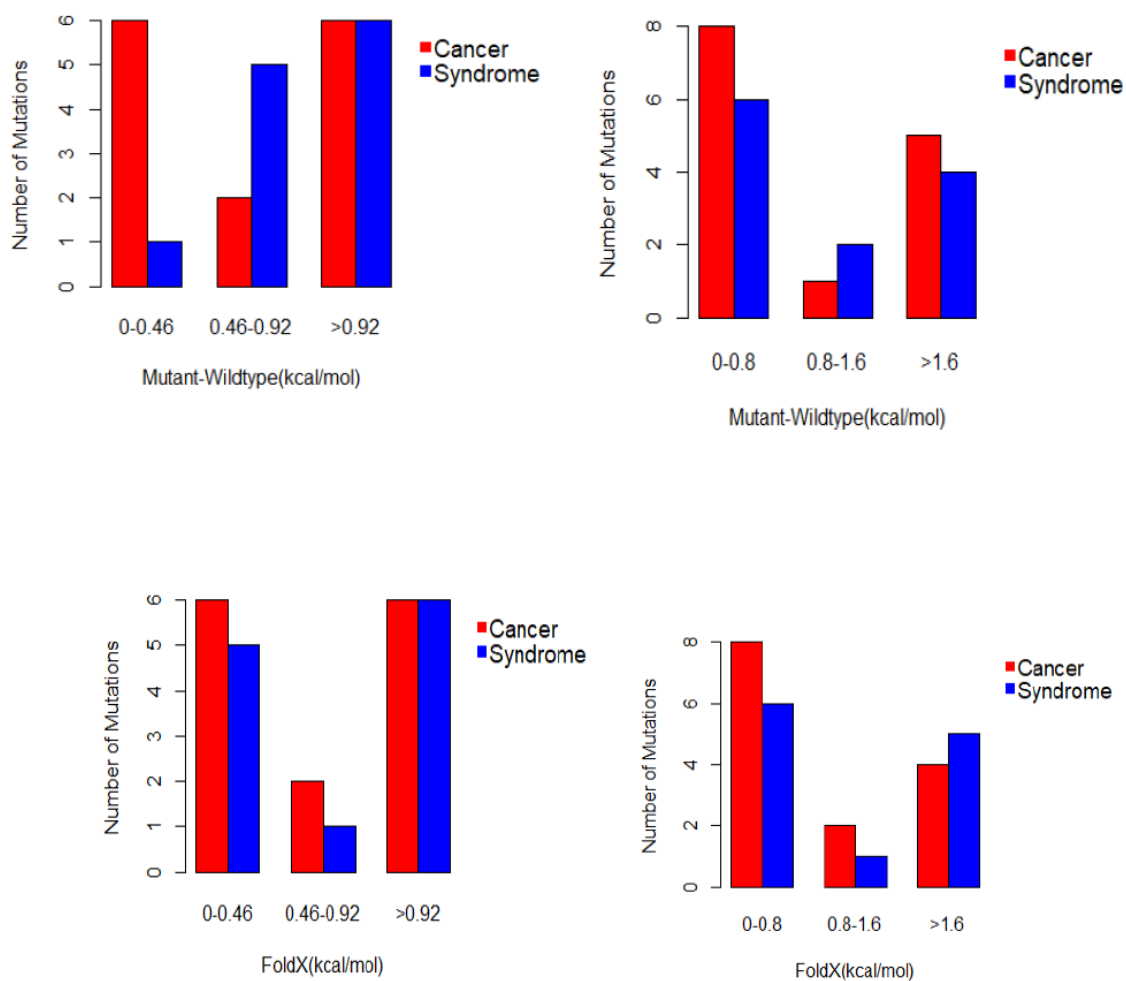 6
5
4
3
2
1
0
Number of Mutations
Cancer
Syndrome
0-0.46 0.46-0.92 >0.92
Mutant-Wildtype(kcal/mol)
8
6
4
2
0
Number of Mutations
Cancer
Syndrome
0-0.8 0.8-1.6 >1.6
Mutant-Wildtype(kcal/mol)
6
5
4
3
2
1
0
Number of Mutations
Cancer
Syndrome
0-0.46 0.46-0.92 >0.92
FoldX(kcal/mol)
8
6
4
2
0
Number of Mutations
Cancer
Syndrome
0-0.8 0.8-1.6 >1.6
FoldX(kcal/mol)